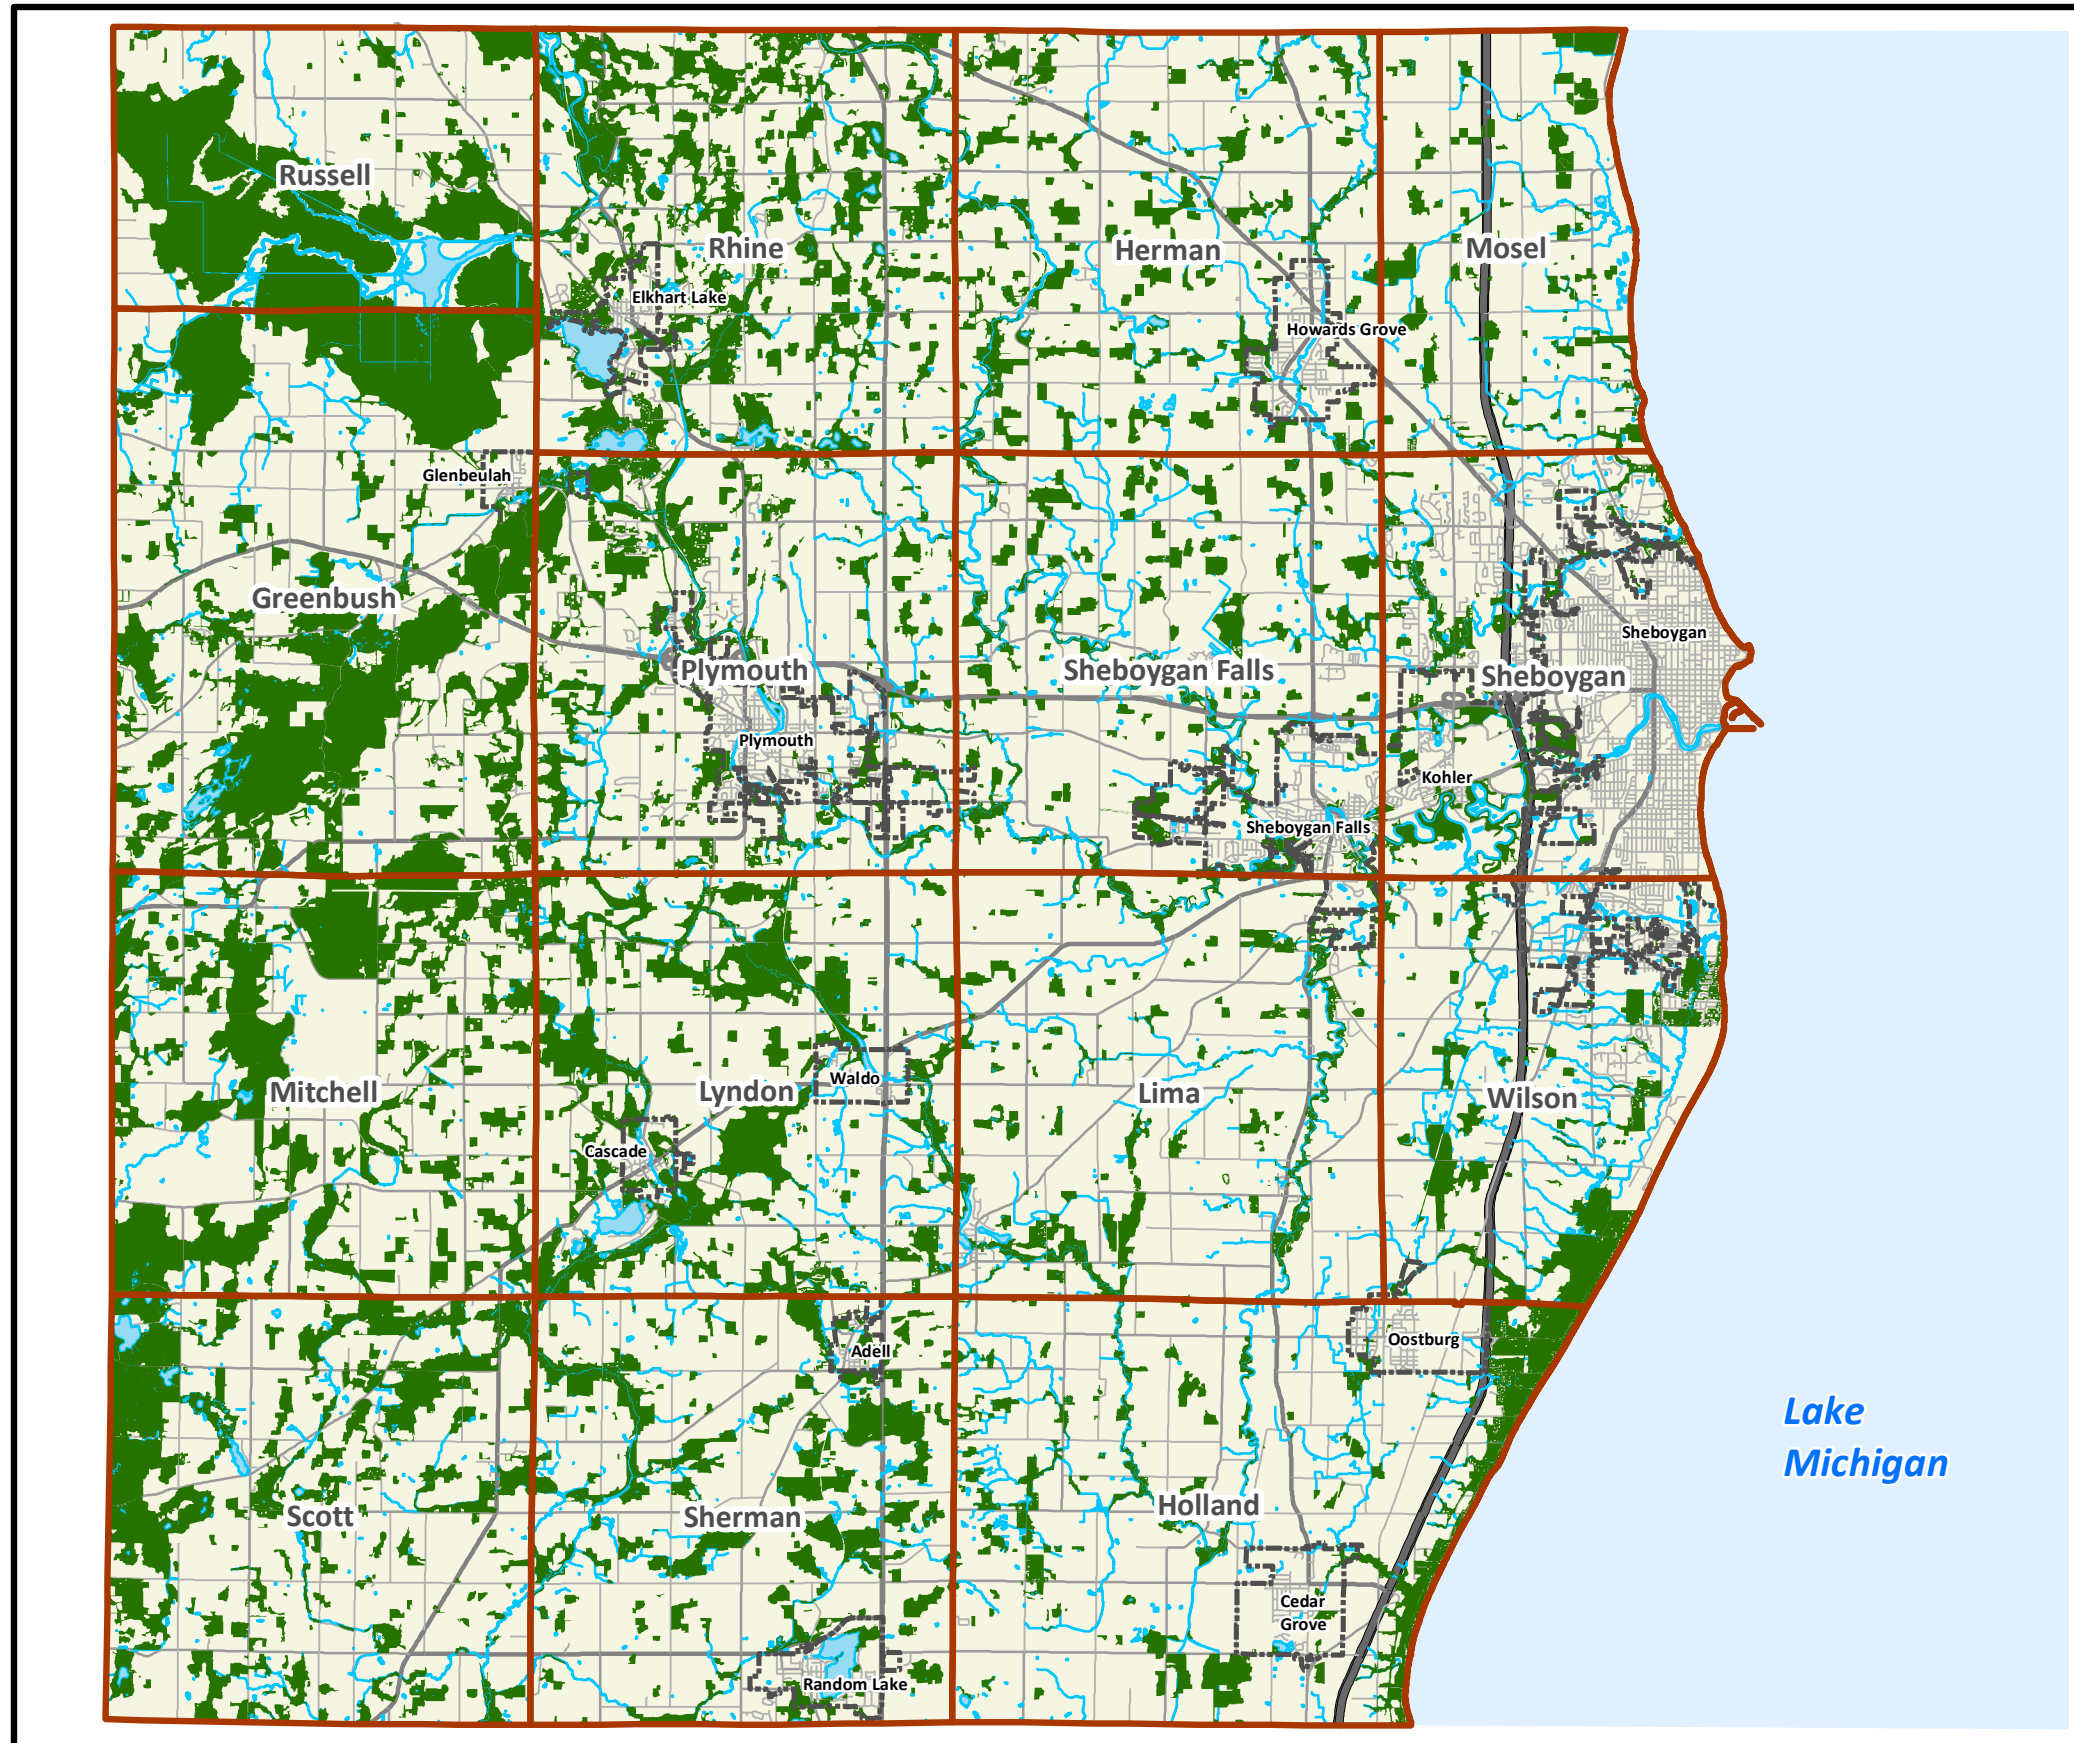 Russell
Rhine
Herman
Mosel
Elkhart Lake
Howards Grove
Glenbeulah
Greenbush
Sheboygan
Plymouth
Sheboygan Falls
Sheboygan
Plymouth
Kohler
Sheboygan Falls
Waldo
Mitchell
Lyndon
Lima
Wilson
Cascade
Oostburg
Adell
Lake
Michigan
Holland
Scott
Sherman
Cedar
Grove
Random Lake